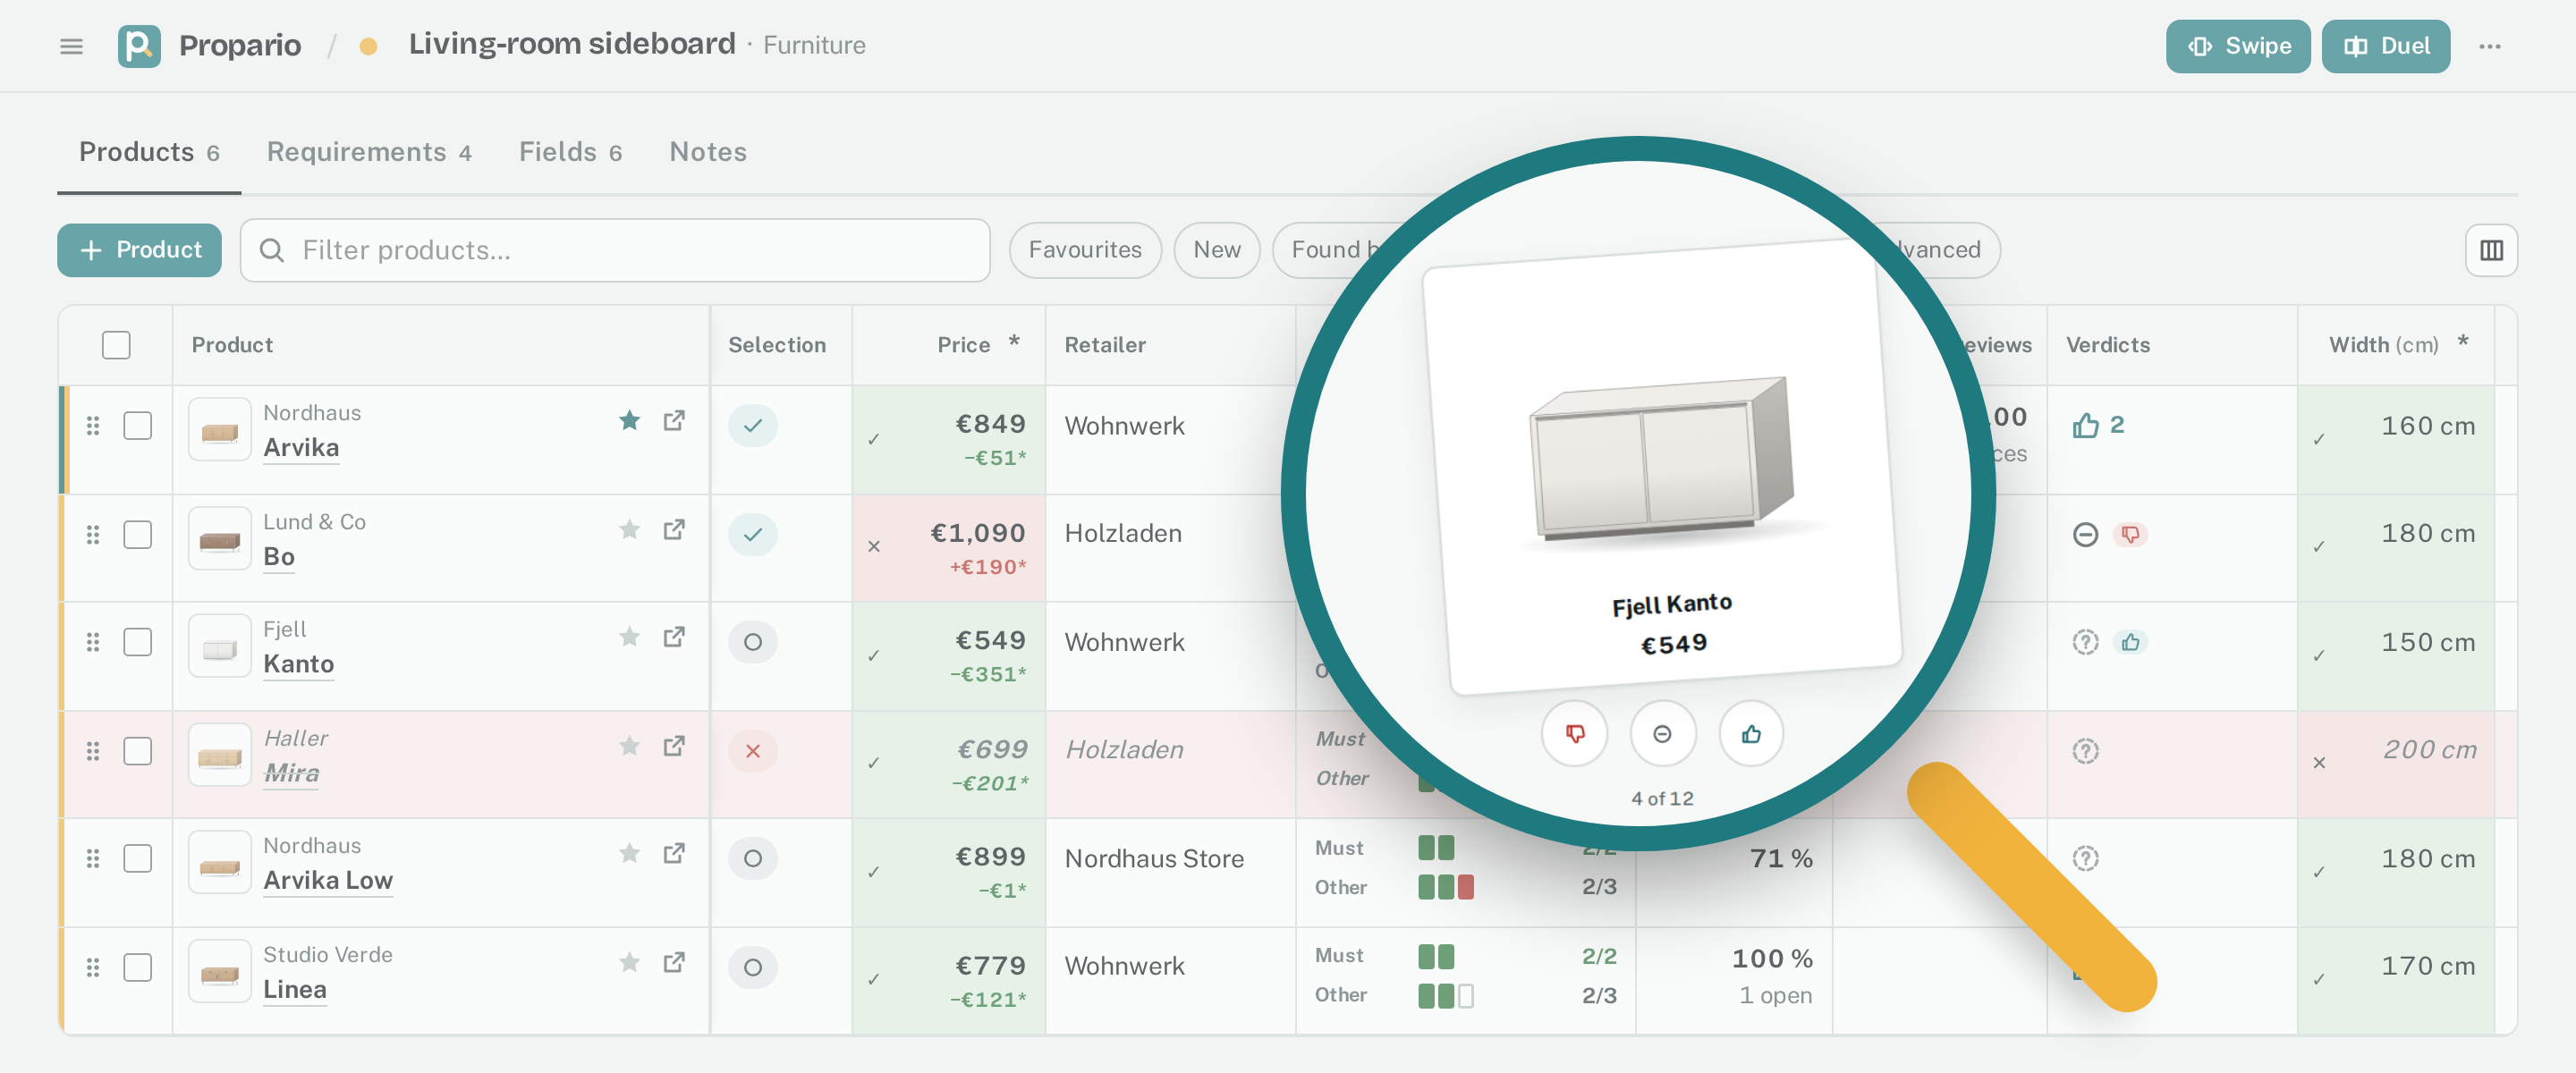 Propario / Living-room sideboard · Furniture
Swipe
Duel
Products 6
Requirements 4
Fields 6
Notes
+ Product
Filter products...
Favourites
New
Found
Product
Selection
Price *
Retailer
Verdicts
Width (cm) *
Nordhaus
Arvika
€849
−€51*
Wohnwerk
2
160 cm
Lund & Co
Bo
€1,090
+€190*
Holzladen
180 cm
Fjell
Kanto
€549
−€351*
Wohnwerk
150 cm
Haller
Mira
€699
−€201*
Holzladen
Must
Other
200 cm
Nordhaus
Arvika Low
€899
−€1*
Nordhaus Store
Must
Other
2/3
71 %
180 cm
Studio Verde
Linea
€779
−€121*
Wohnwerk
Must 2/2
Other 2/3
100 %
1 open
170 cm
Fjell Kanto
€549
4 of 12